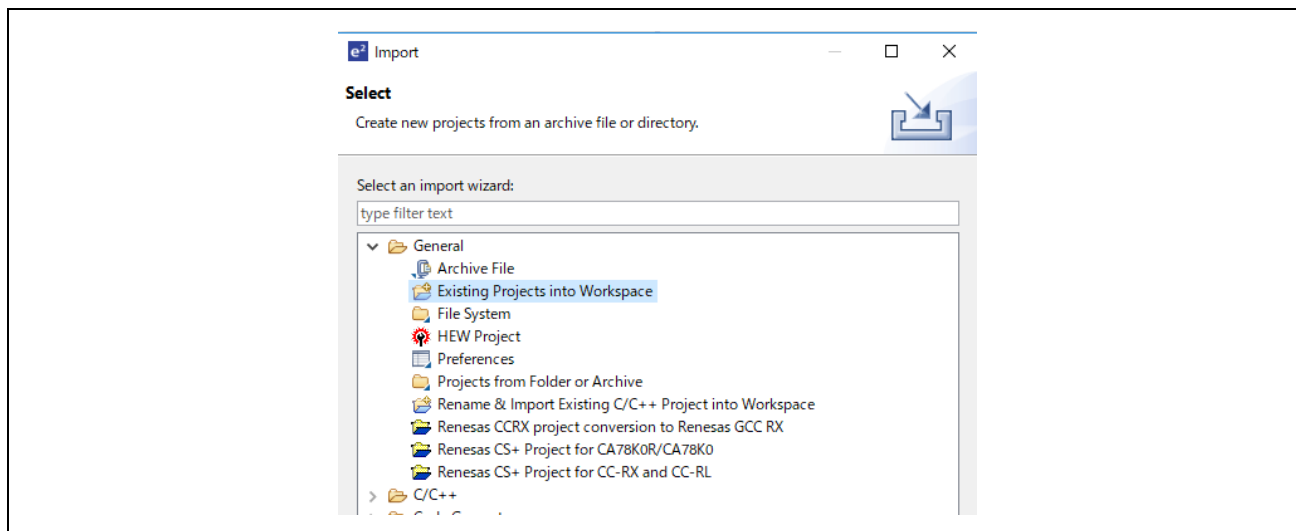 e² Import
Select
Create new projects from an archive file or directory.
Select an import wizard:
type filter text
General
Archive File
Existing Projects into Workspace
File System
HEW Project
Preferences
Projects from Folder or Archive
Rename & Import Existing C/C++ Project into Workspace
Renesas CCRX project conversion to Renesas GCC RX
Renesas CS+ Project for CA78K0R/CA78K0
Renesas CS+ Project for CC-RX and CC-RL
C/C++